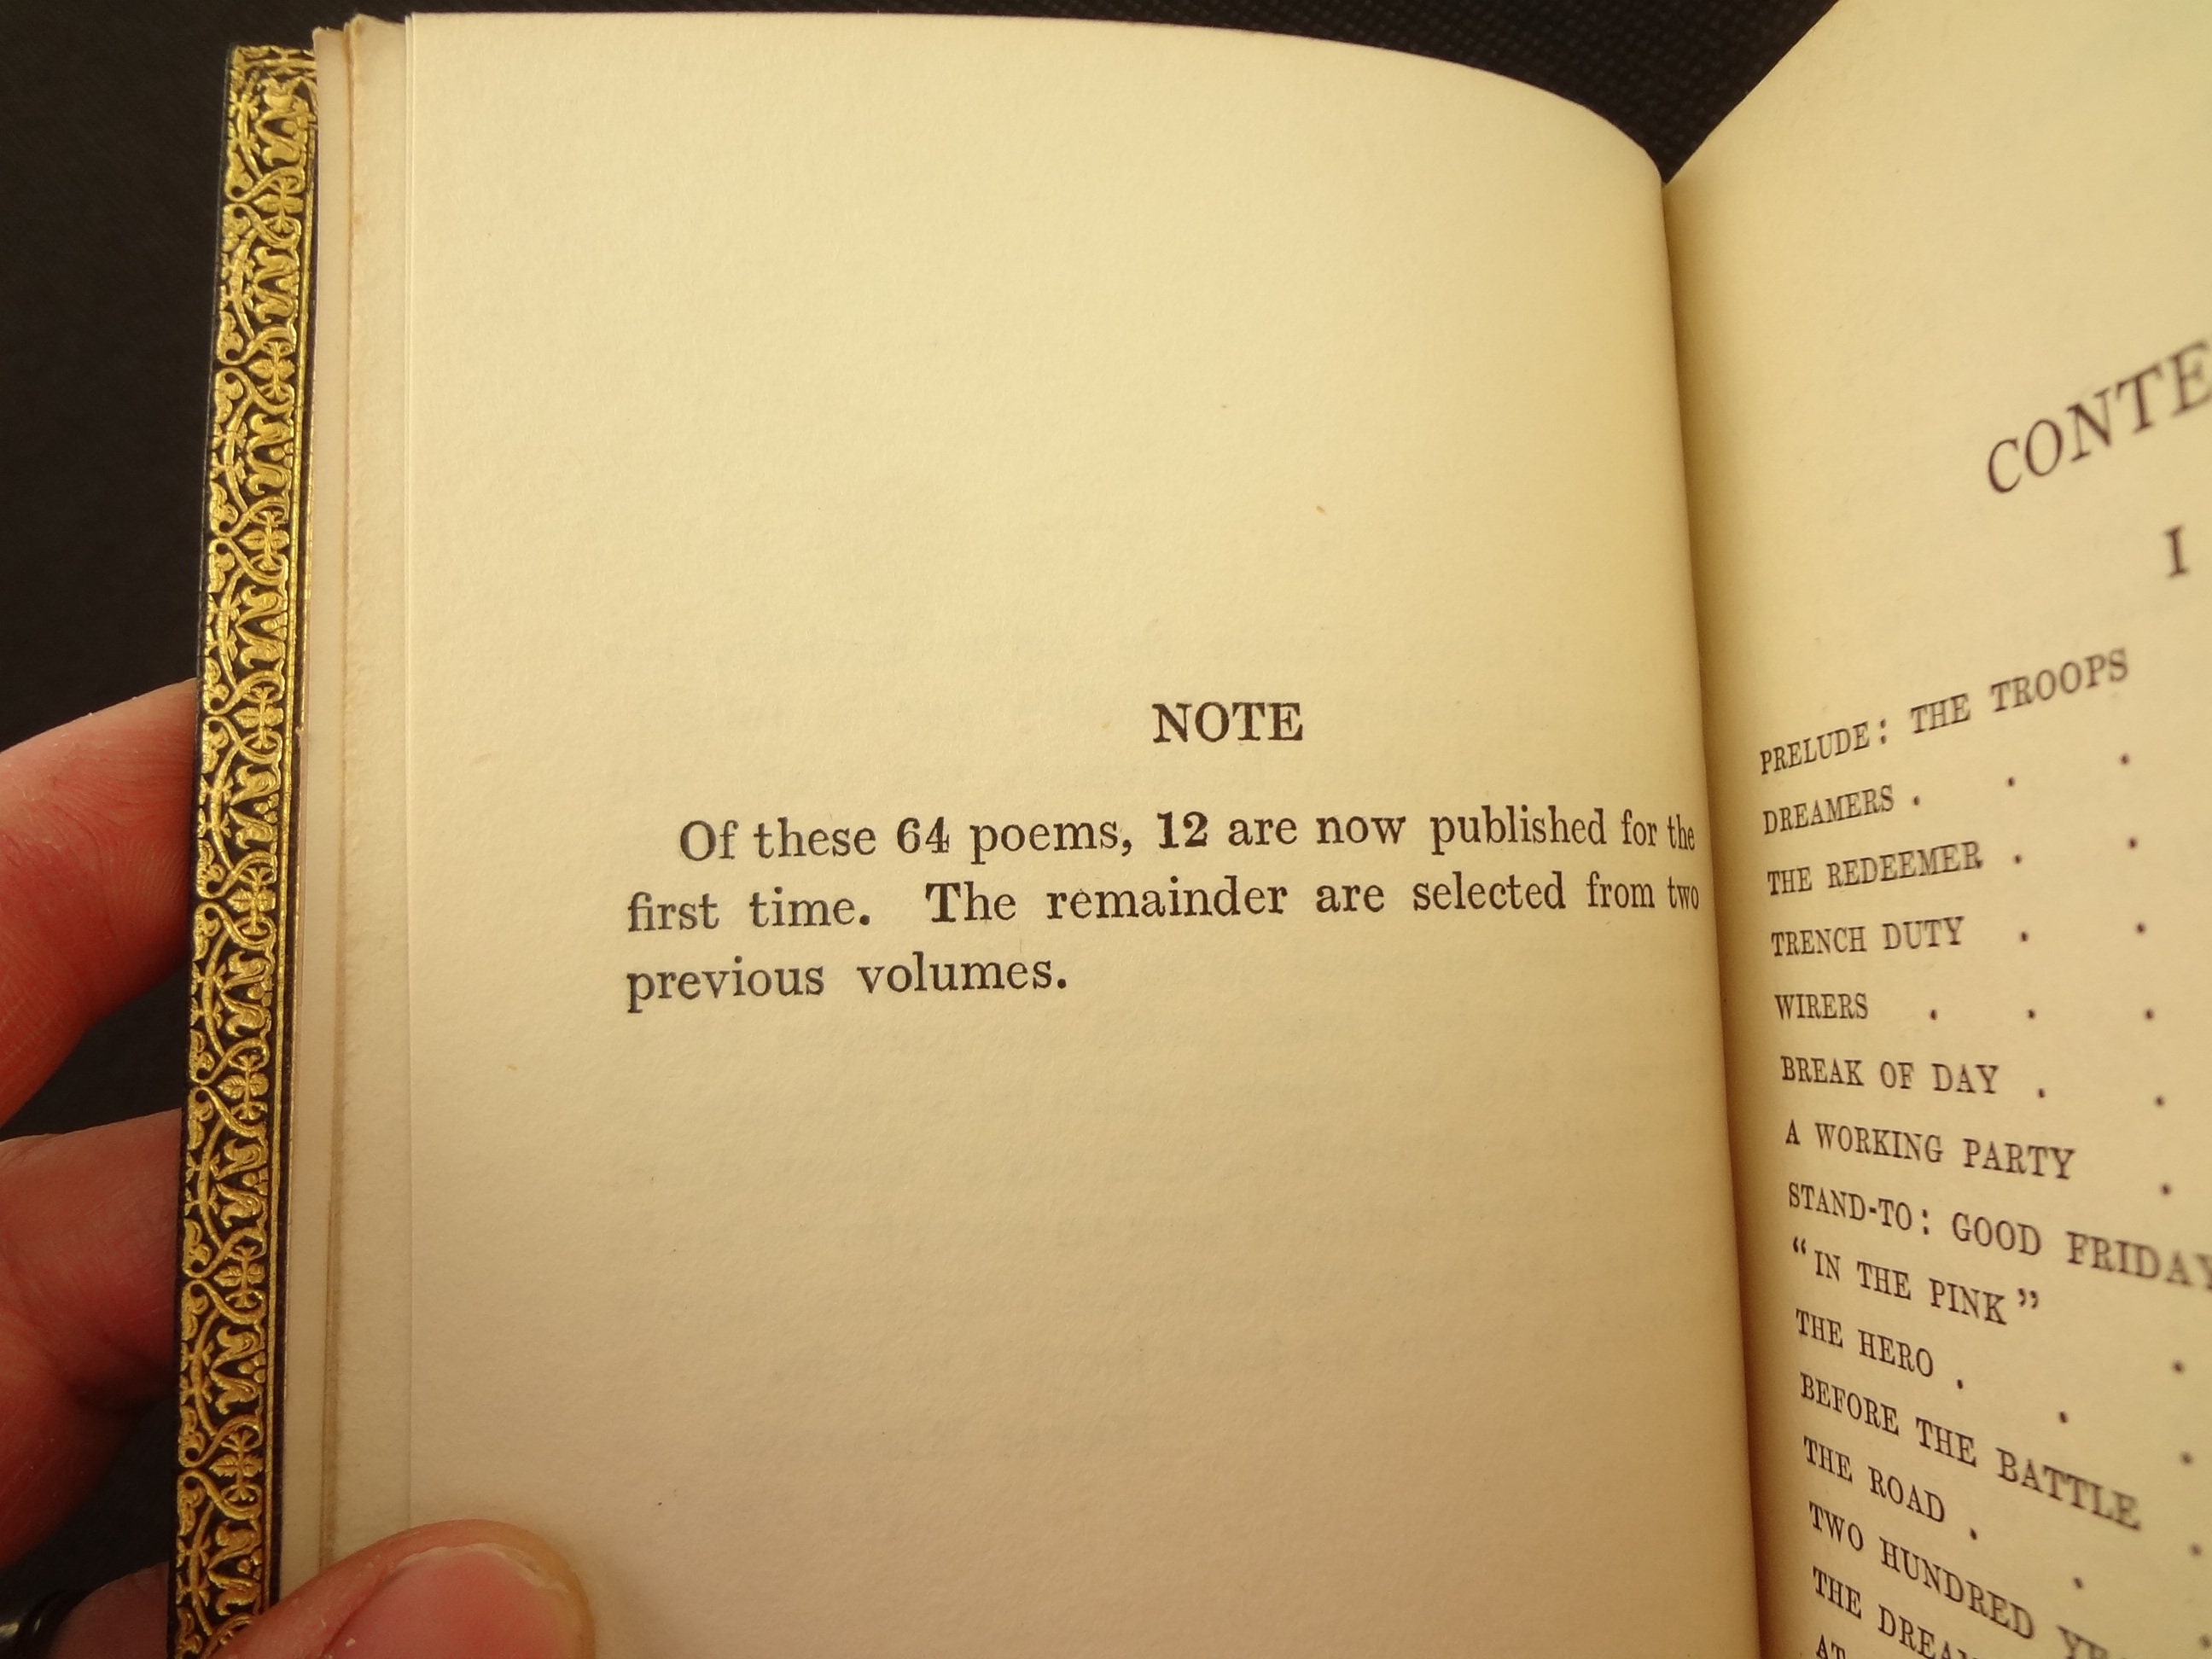 NOTE
Of these 64 poems, 12 are now published for the
first time. The remainder are selected from two
previous volumes.
I
PRELUDE: THE TROOPS
DREAMERS . . .
THE REDEEMER . .
TRENCH DUTY . .
WIRERS . . .
BREAK OF DAY . .
A WORKING PARTY .
STAND-TO: GOOD FRIDAY
"IN THE PINK" .
THE HERO . . .
BEFORE THE BATTLE .
THE ROAD . . .
TWO HUNDRED
THE